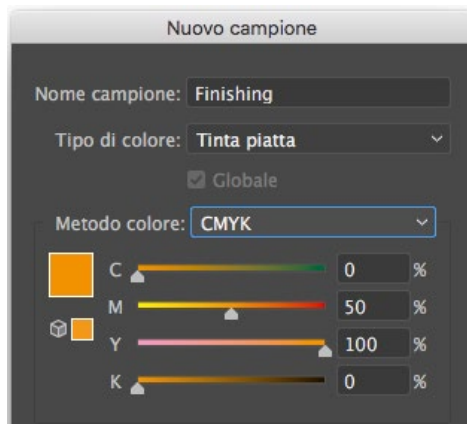 Nuovo campione
Nome campione: Finishing
Tipo di colore: Tinta piatta
Globale
Metodo colore: CMYK
C 0 %
M 50 %
Y 100 %
K 0 %